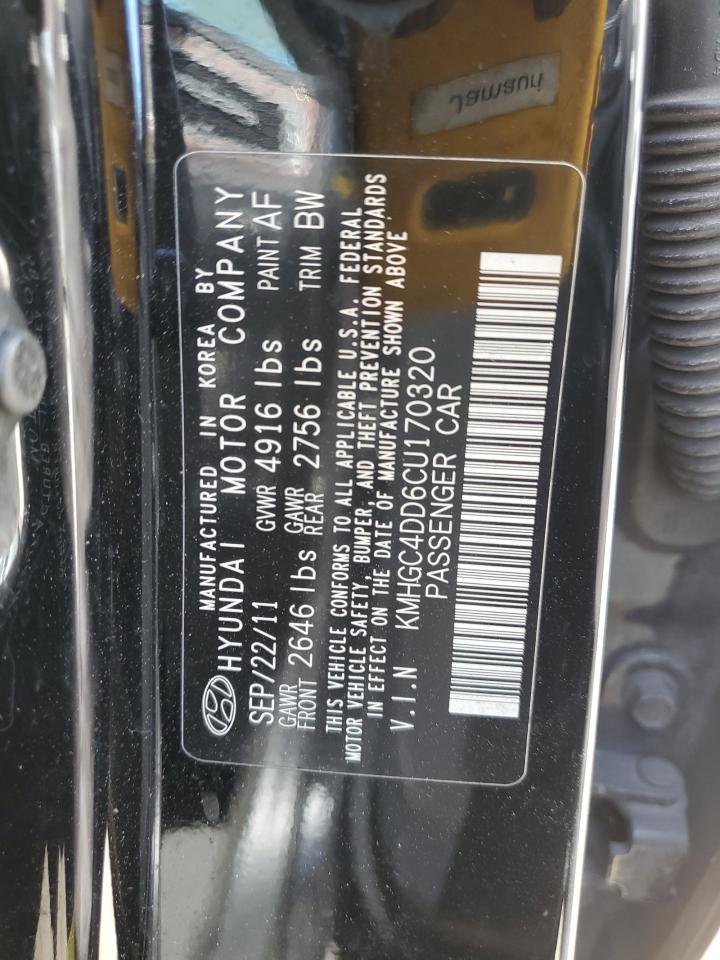 MANUFACTURED IN KOREA BY
HYUNDAI MOTOR COMPANY
SEP/22/11 GVWR 4916 lbs PAINT AF
GAWR FRONT 2646 lbs GAWR REAR 2756 lbs TRIM BW
THIS VEHICLE CONFORMS TO ALL APPLICABLE U.S.A. FEDERAL
MOTOR VEHICLE SAFETY, BUMPER, AND THEFT PREVENTION STANDARDS
IN EFFECT ON THE DATE OF MANUFACTURE SHOWN ABOVE
V.I.N KMHGC4DD6CU170320
PASSENGER CAR
Jamauri